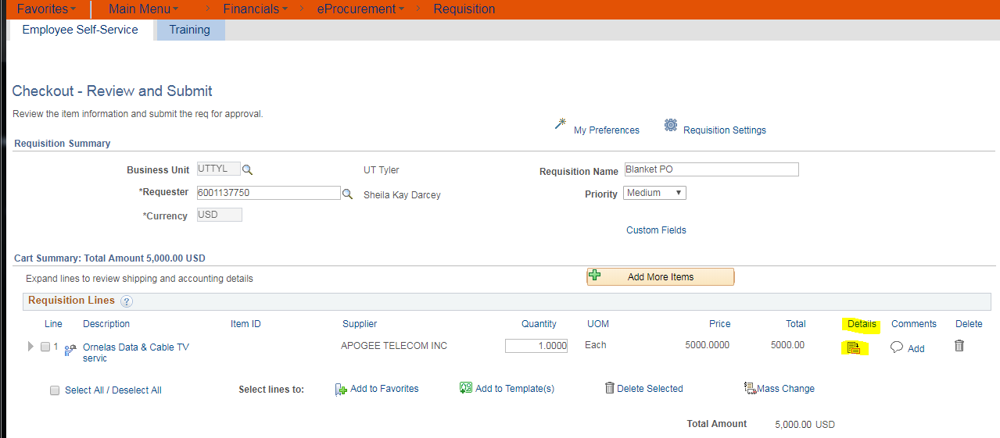 Favorites Main Menu > Financials > eProcurement > Requisition
Employee Self-Service Training
Checkout - Review and Submit
Review the item information and submit the req for approval.
My Preferences Requisition Settings
Requisition Summary
Business Unit UTTYL UT Tyler Requisition Name Blanket PO
*Requester 6001137750 Sheila Kay Darcey Priority Medium
*Currency USD
Custom Fields
Cart Summary: Total Amount 5,000.00 USD
Expand lines to review shipping and accounting details Add More Items
Requisition Lines ?
Line Description Item ID Supplier Quantity UOM Price Total Details Comments Delete
1 Ornelas Data & Cable TV servic APOGEE TELECOM INC 1.0000 Each 5000.0000 5000.00 Add
Select All / Deselect All Select lines to: Add to Favorites Add to Template(s) Delete Selected Mass Change
Total Amount 5,000.00 USD